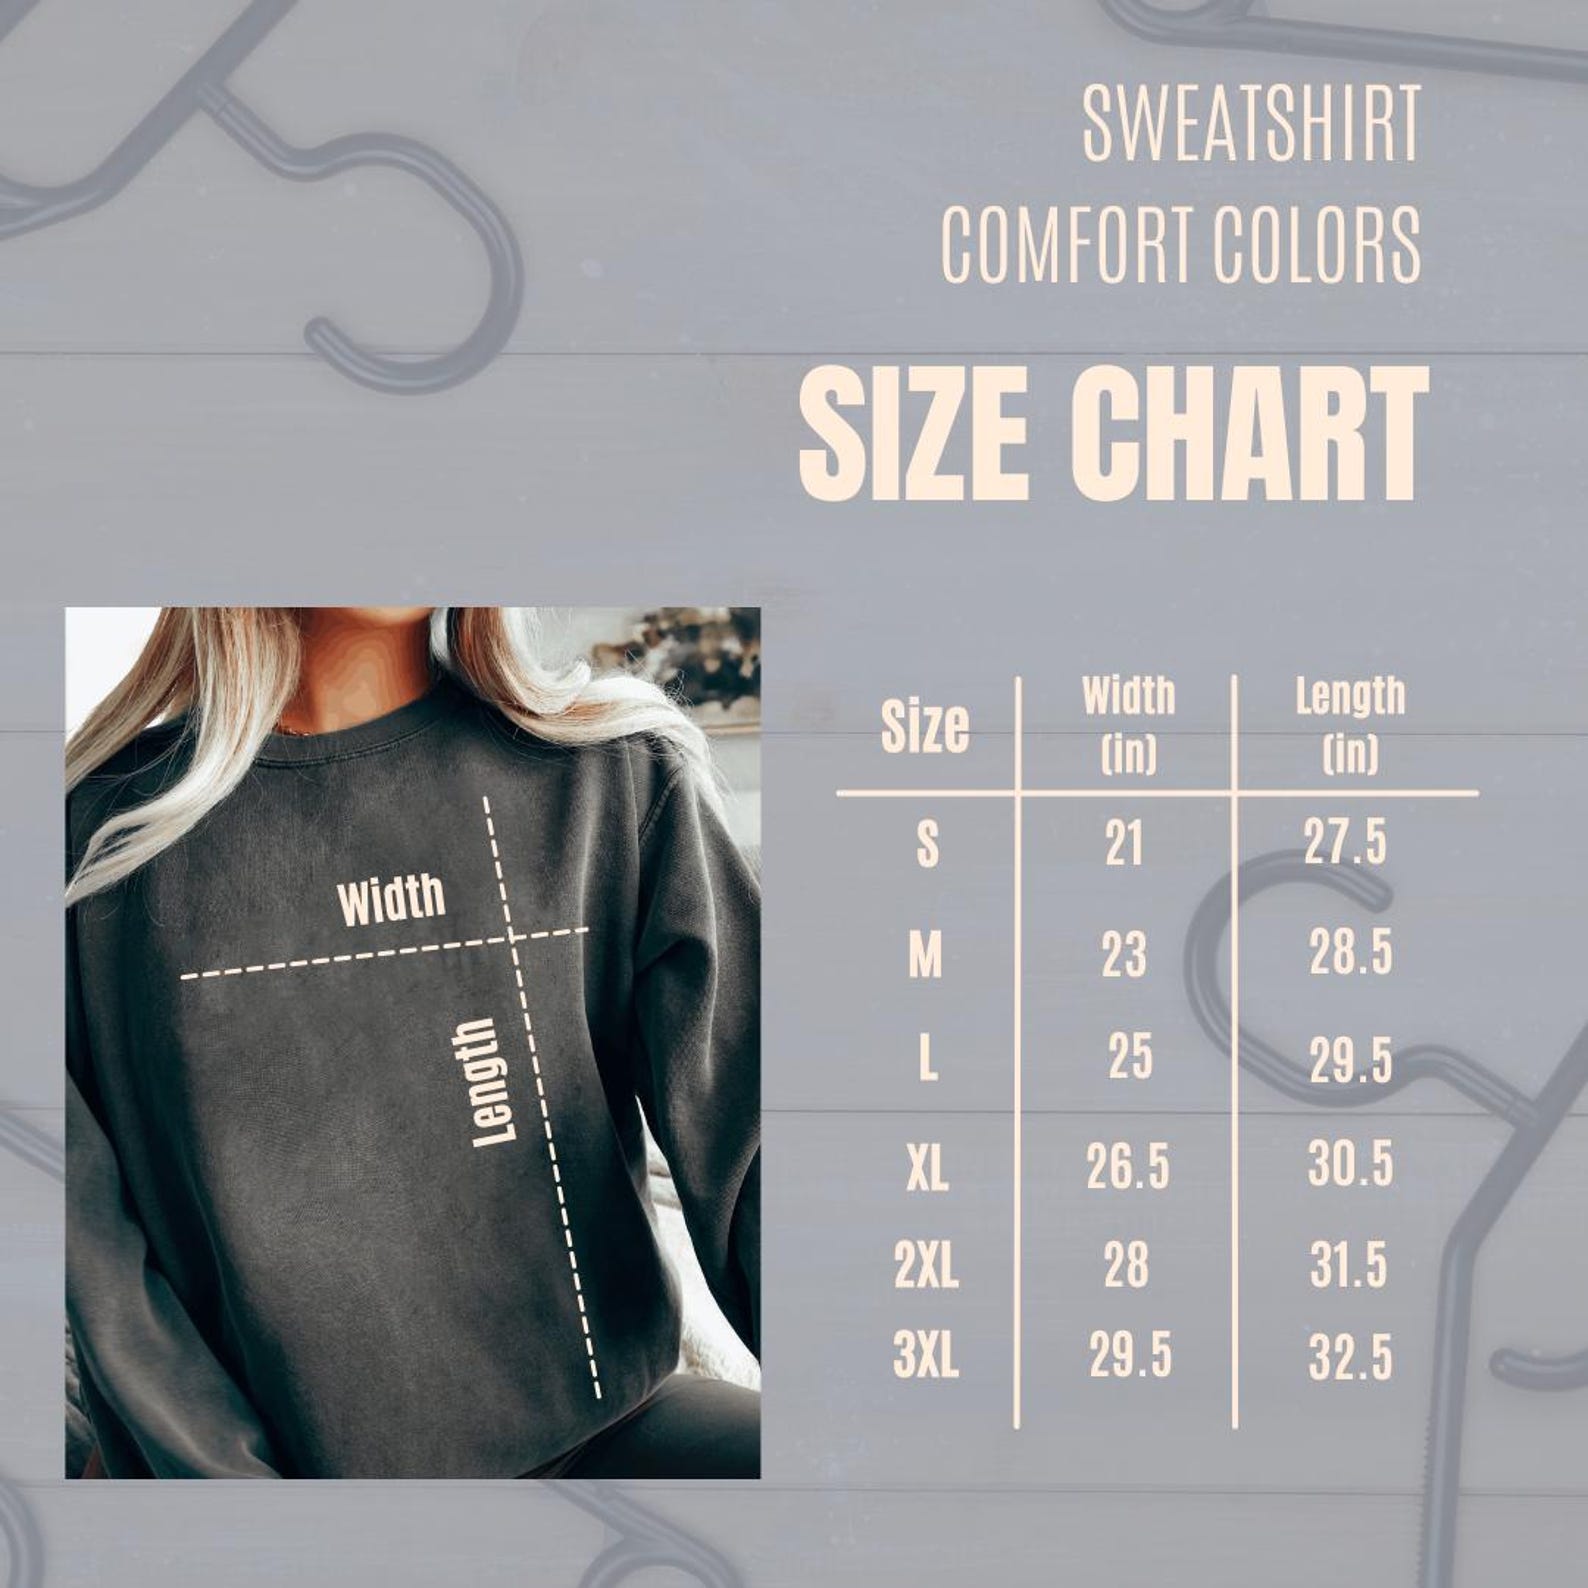 SWEATSHIRT
COMFORT COLORS
SIZE CHART
Width
Length
Size Width (in) Length (in)
S 21 27.5
M 23 28.5
L 25 29.5
XL 26.5 30.5
2XL 28 31.5
3XL 29.5 32.5